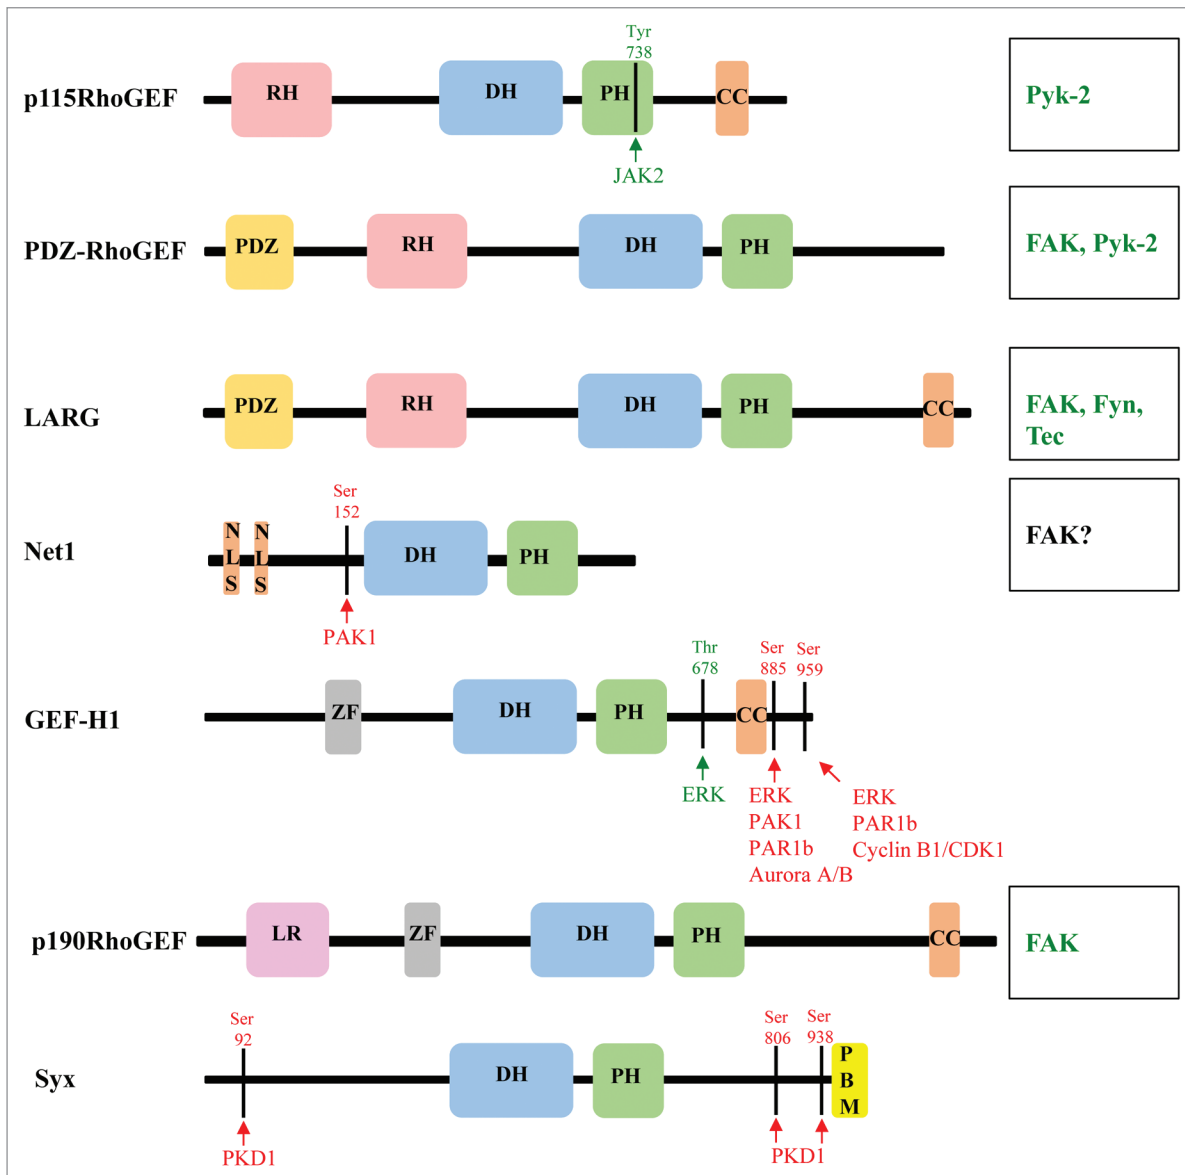 Tyr
738
p115RhoGEF
RH
DH
PH
CC
Pyk-2
JAK2
PDZ-RhoGEF
PDZ
RH
DH
PH
FAK, Pyk-2
LARG
PDZ
RH
DH
PH
CC
FAK, Fyn,
Tec
Ser
152
Net1
NLS
NLS
DH
PH
FAK?
PAK1
Thr
678
Ser
885
Ser
959
GEF-H1
ZF
DH
PH
CC
ERK
ERK
PAK1
PAR1b
Aurora A/B
ERK
PAR1b
Cyclin B1/CDK1
p190RhoGEF
LR
ZF
DH
PH
CC
FAK
Ser
92
Ser
806
Ser
938
Syx
DH
PH
PBM
PKD1
PKD1